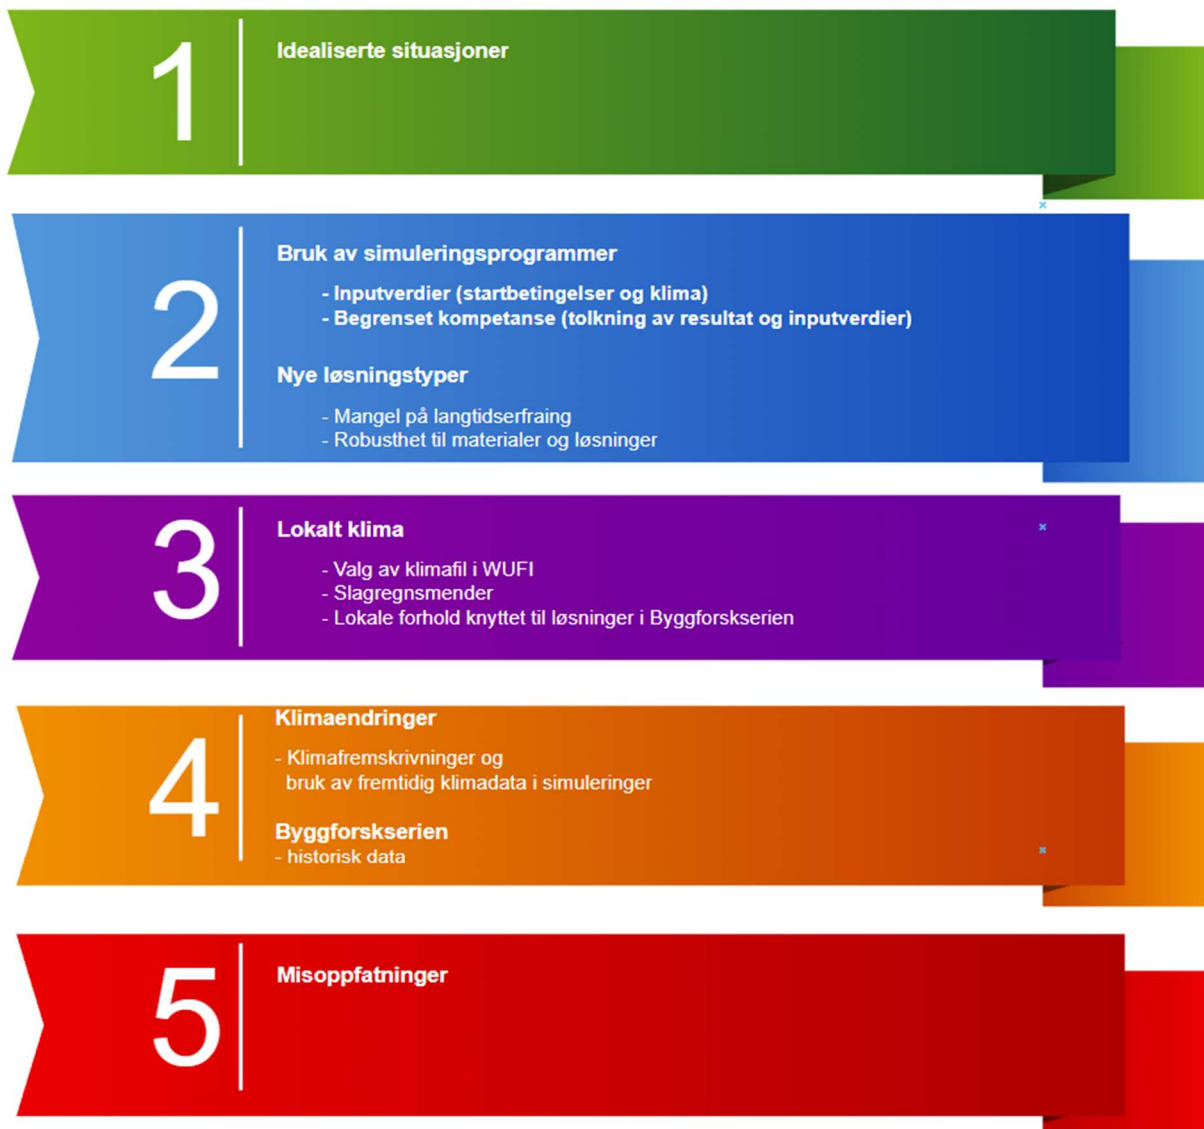 1
Idealiserte situasjoner
2
Bruk av simuleringsprogrammer
- Inputverdier (startbetingelser og klima)
- Begrenset kompetanse (tolkning av resultat og inputverdier)
Nye løsningstyper
- Mangel på langtidserfraing
- Robusthet til materialer og løsninger
3
Lokalt klima
- Valg av klimafil i WUFI
- Slagregnsmender
- Lokale forhold knyttet til løsninger i Byggforskserien
4
Klimaendringer
- Klimafremskrivninger og
bruk av fremtidig klimadata i simuleringer
Byggforskserien
- historisk data
5
Misoppfatninger